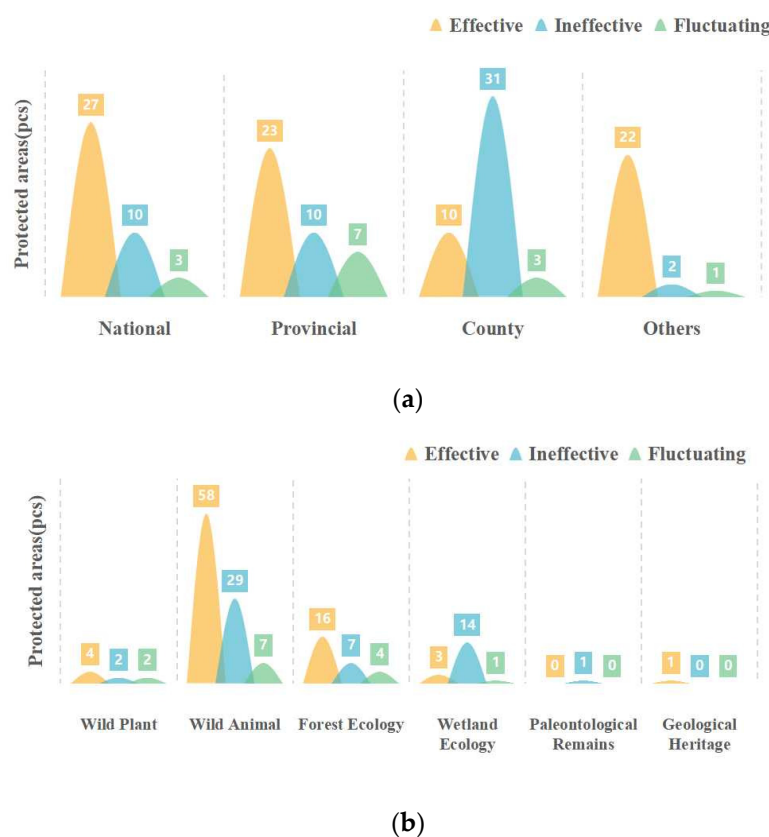 Effective Ineffective Fluctuating
Protected areas(pcs)
27 10 3 23 10 7 10 31 3 22 2 1
National Provincial County Others
(a)
Effective Ineffective Fluctuating
Protected areas(pcs)
4 2 2 58 29 7 16 7 4 3 14 1 0 1 0 1 0 0
Wild Plant Wild Animal Forest Ecology Wetland Ecology Paleontological Remains Geological Heritage
(b)